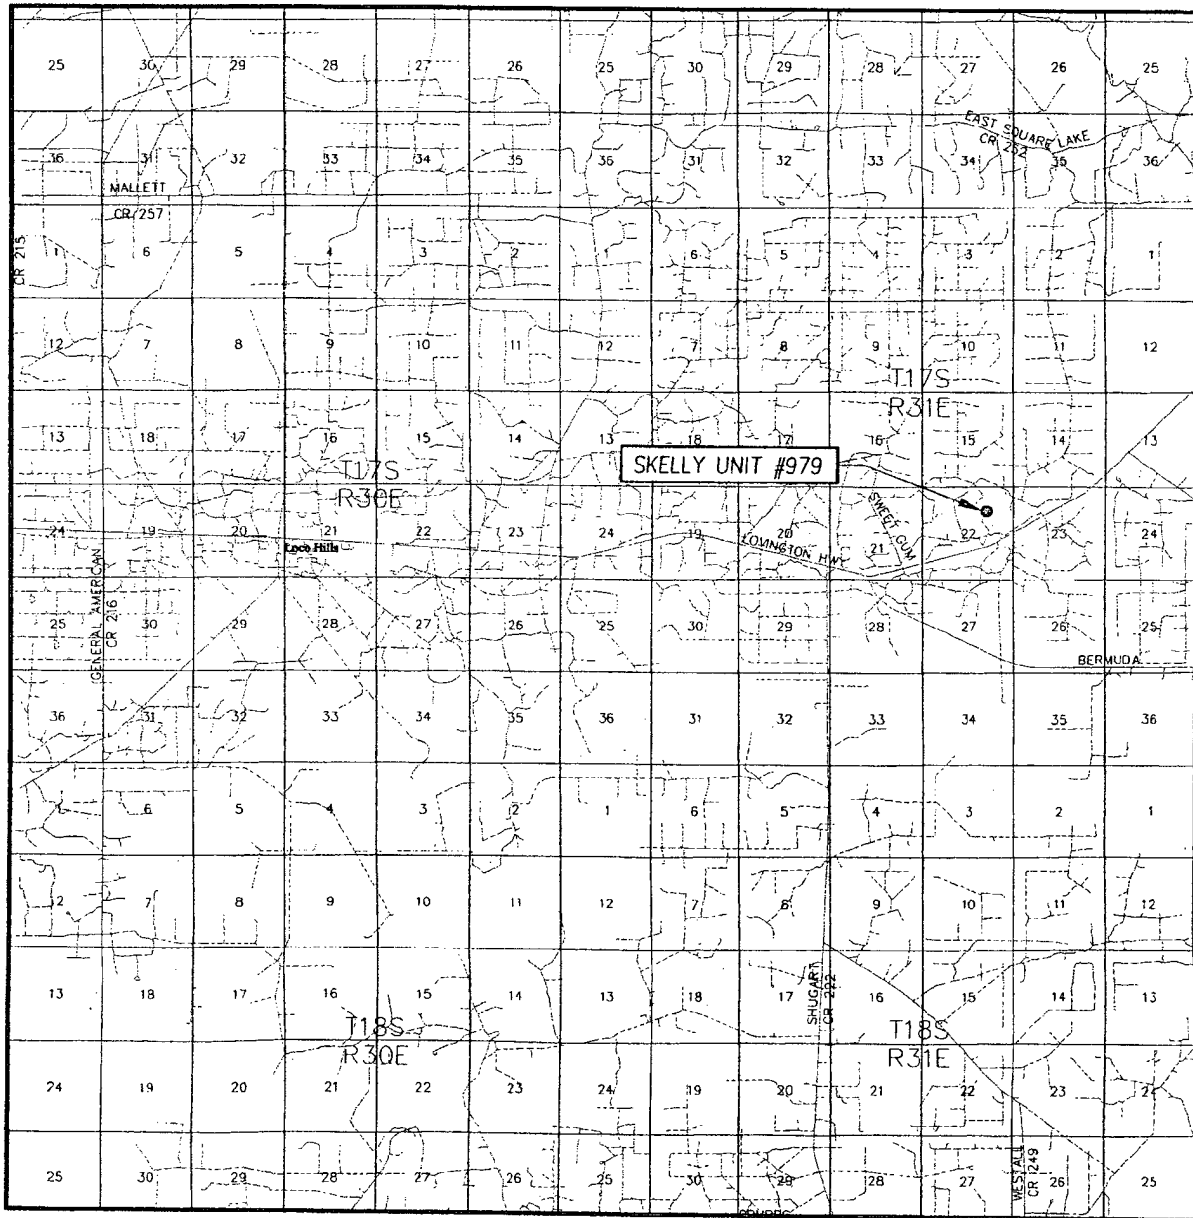 25 30 29 28 27 26 25 30 29 28 27 26 25
EAST SQUARE LAKE
CR 252
36 31 32 33 34 35 36 31 32 33 34 35 36
MALLETT
CR 257
CR 215
1 6 5 4 3 2 1 6 5 4 3 2 1
12 7 8 9 10 11 12 7 8 9 10 11 12
T17S
R31E
13 18 17 16 15 14 13 18 17 16 15 14 13
T17S
R30E
SKELLY UNIT #979
SWEET GUM
24 19 20 21 22 23 24 19 20 21 22 23 24
Loco Hills
LOVINGTON HWY
GENERAL AMERICAN
CR 216
25 30 29 28 27 26 25 30 29 28 27 26 25
BERMUDA
36 31 32 33 34 35 36 31 32 33 34 35 36
1 6 5 4 3 2 1 6 5 4 3 2 1
12 7 8 9 10 11 12 7 8 9 10 11 12
13 18 17 16 15 14 13 18 17 16 15 14 13
SHUGART
CR 222
T18S
R30E
T18S
R31E
24 19 20 21 22 23 24 19 20 21 22 23 24
25 30 29 28 27 26 25 30 29 28 27 26 25
WESTALL
CR 249